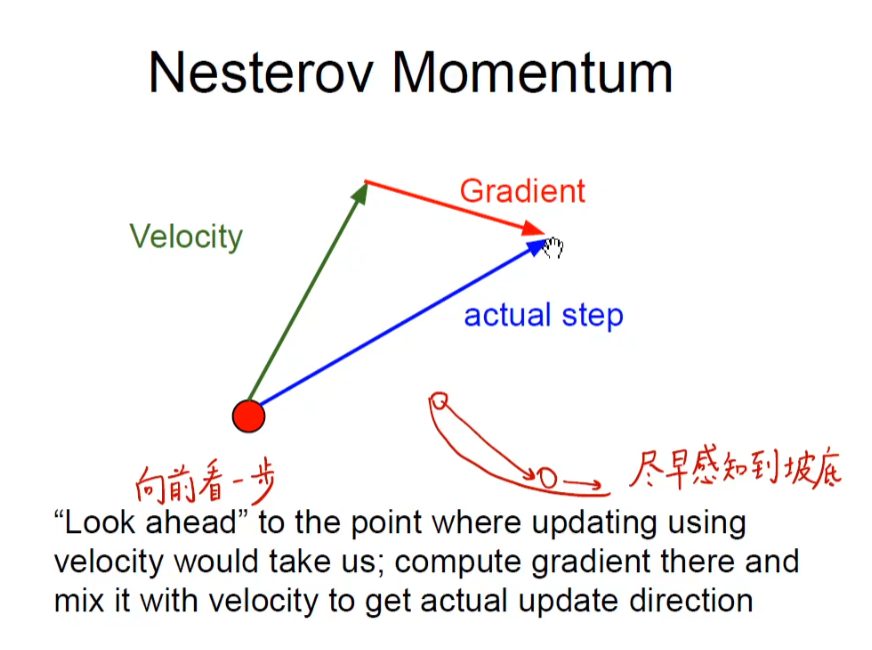 Nesterov Momentum
Gradient
Velocity
actual step
尽早感知到坡底
向前看一步
“Look ahead” to the point where updating using
velocity would take us; compute gradient there and
mix it with velocity to get actual update direction